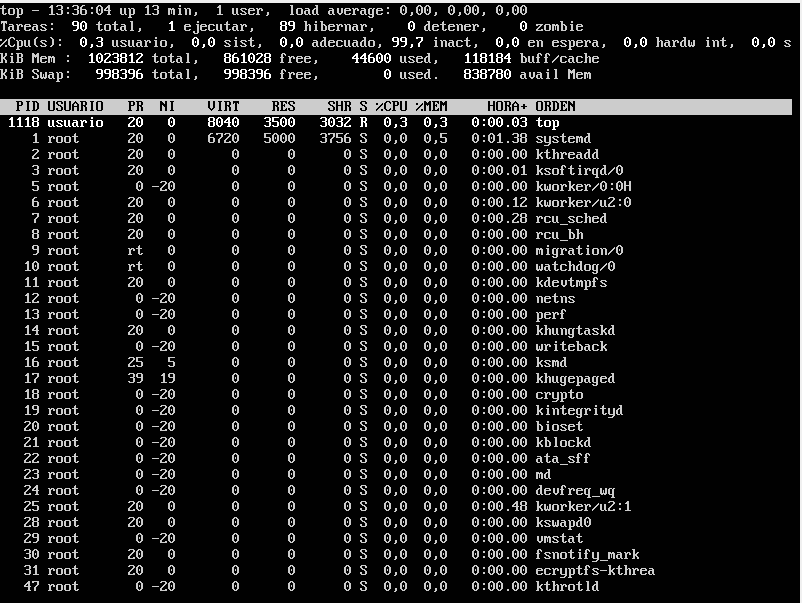 top - 13:36:04 up 13 min,  1 user,  load average: 0,00, 0,00, 0,00
Tareas:  90 total,   1 ejecutar,   89 hibernar,    0 detener,    0 zombie
%Cpu(s):  0,3 usuario,  0,0 sist,  0,0 adecuado, 99,7 inact,  0,0 en espera,  0,0 hardw int,  0,0 s
KiB Mem :  1023812 total,   861028 free,    44600 used,   118184 buff/cache
KiB Swap:   998396 total,   998396 free,        0 used.   838780 avail Mem
PID USUARIO   PR  NI    VIRT    RES    SHR S %CPU %MEM     HORA+ ORDEN
1118 usuario   20   0    8040   3500   3032 R  0,3  0,3   0:00.03 top
1 root      20   0    6720   5000   3756 S  0,0  0,5   0:01.38 systemd
2 root      20   0       0      0      0 S  0,0  0,0   0:00.00 kthreadd
3 root      20   0       0      0      0 S  0,0  0,0   0:00.01 ksoftirqd/0
5 root       0 -20       0      0      0 S  0,0  0,0   0:00.00 kworker/0:0H
6 root      20   0       0      0      0 S  0,0  0,0   0:00.12 kworker/u2:0
7 root      20   0       0      0      0 S  0,0  0,0   0:00.28 rcu_sched
8 root      20   0       0      0      0 S  0,0  0,0   0:00.00 rcu_bh
9 root      rt   0       0      0      0 S  0,0  0,0   0:00.00 migration/0
10 root      rt   0       0      0      0 S  0,0  0,0   0:00.00 watchdog/0
11 root      20   0       0      0      0 S  0,0  0,0   0:00.00 kdevtmpfs
12 root       0 -20       0      0      0 S  0,0  0,0   0:00.00 netns
13 root       0 -20       0      0      0 S  0,0  0,0   0:00.00 perf
14 root      20   0       0      0      0 S  0,0  0,0   0:00.00 khungtaskd
15 root       0 -20       0      0      0 S  0,0  0,0   0:00.00 writeback
16 root      25   5       0      0      0 S  0,0  0,0   0:00.00 ksmd
17 root      39  19       0      0      0 S  0,0  0,0   0:00.00 khugepaged
18 root       0 -20       0      0      0 S  0,0  0,0   0:00.00 crypto
19 root       0 -20       0      0      0 S  0,0  0,0   0:00.00 kintegrityd
20 root       0 -20       0      0      0 S  0,0  0,0   0:00.00 bioset
21 root       0 -20       0      0      0 S  0,0  0,0   0:00.00 kblockd
22 root       0 -20       0      0      0 S  0,0  0,0   0:00.00 ata_sff
23 root       0 -20       0      0      0 S  0,0  0,0   0:00.00 md
24 root       0 -20       0      0      0 S  0,0  0,0   0:00.00 devfreq_wq
25 root      20   0       0      0      0 S  0,0  0,0   0:00.48 kworker/u2:1
28 root      20   0       0      0      0 S  0,0  0,0   0:00.00 kswapd0
29 root       0 -20       0      0      0 S  0,0  0,0   0:00.00 vmstat
30 root      20   0       0      0      0 S  0,0  0,0   0:00.00 fsnotify_mark
31 root      20   0       0      0      0 S  0,0  0,0   0:00.00 ecryptfs-kthrea
47 root       0 -20       0      0      0 S  0,0  0,0   0:00.00 kthrotld